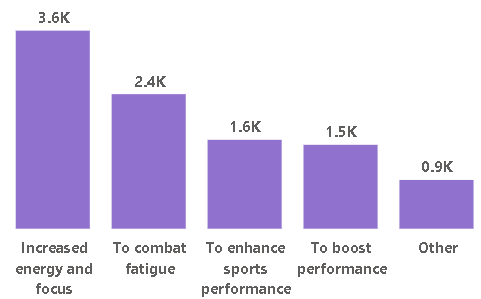 3.6K
2.4K
1.6K
1.5K
0.9K
Increased
energy and
focus
To combat
fatigue
To enhance
sports
performance
To boost
performance
Other